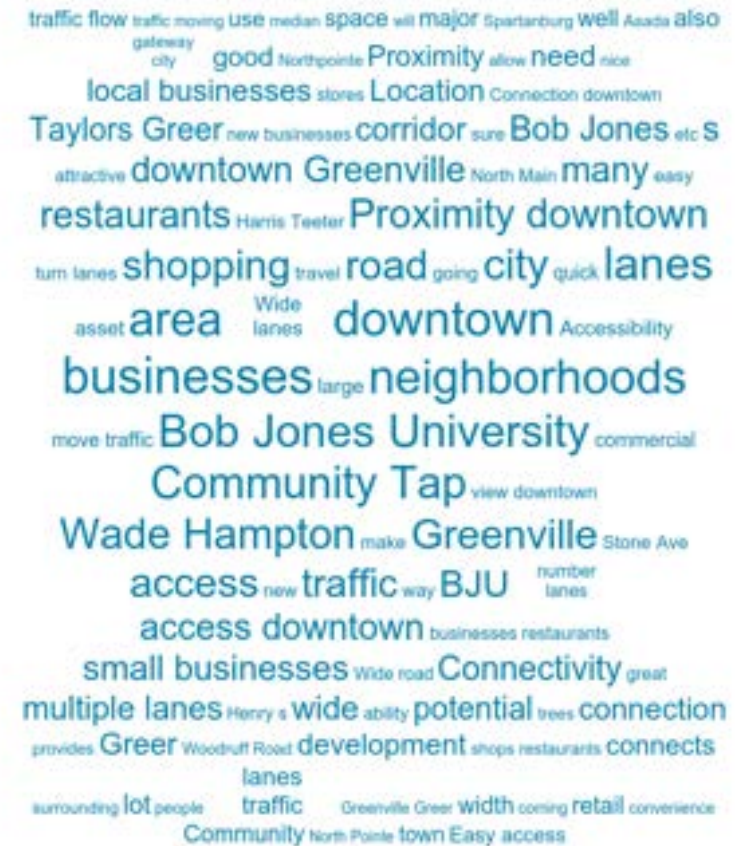 traffic flow traffic moving use median space will major Spartanburg well Asada also
gateway city good Northpointe Proximity allow need nice
local businesses stores Location Connection downtown
Taylors Greer new businesses corridor sure Bob Jones etc s
attractive downtown Greenville North Main many easy
restaurants Harris Teeter Proximity downtown
turn lanes shopping travel road going city quick lanes
asset area Wide lanes downtown Accessibility
businesses large neighborhoods
move traffic Bob Jones University commercial
Community Tap view downtown
Wade Hampton make Greenville Stone Ave
access new traffic way BJU number lanes
access downtown businesses restaurants
small businesses Wide road Connectivity great
multiple lanes Henry s wide ability potential trees connection
provides Greer Woodruff Road development shops restaurants connects
surrounding lot people lanes traffic Greenville Greer width coming retail convenience
Community North Pointe town Easy access